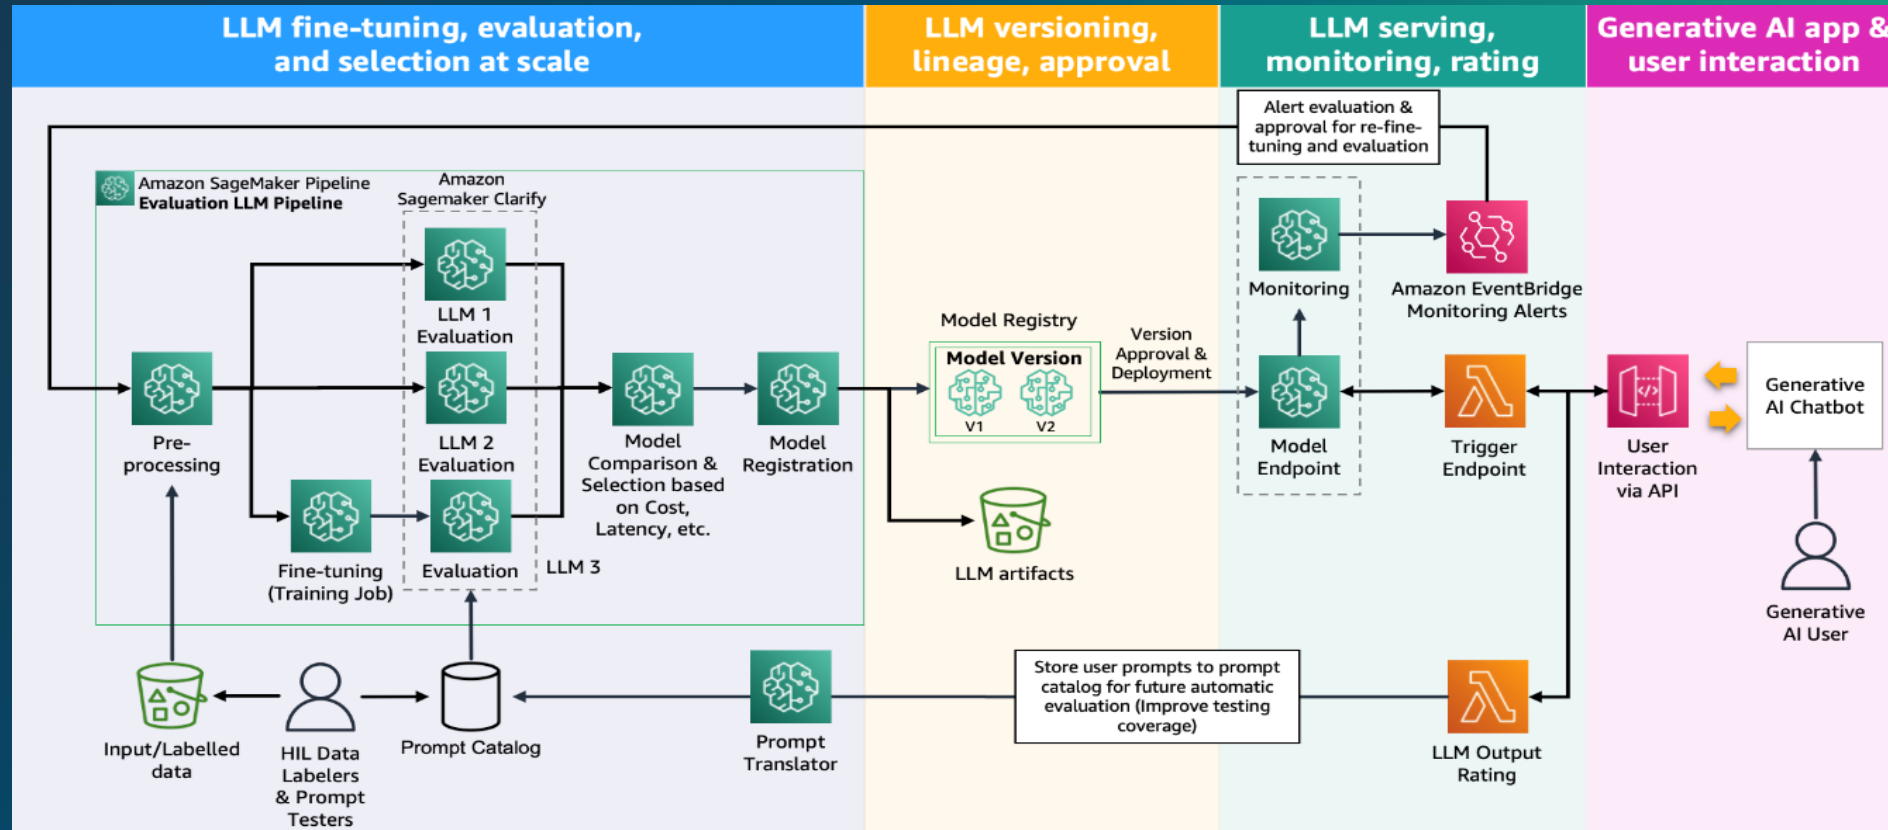 LLM fine-tuning, evaluation,
and selection at scale
LLM versioning,
lineage, approval
LLM serving,
monitoring, rating
Generative AI app &
user interaction
Alert evaluation &
approval for re-fine-
tuning and evaluation
Amazon SageMaker Pipeline
Evaluation LLM Pipeline
Amazon
Sagemaker Clarify
LLM 1
Evaluation
LLM 2
Evaluation
Pre-
processing
Fine-tuning
(Training Job)
Evaluation
LLM 3
Model
Comparison &
Selection based
on Cost,
Latency, etc.
Model
Registration
Model Registry
Model Version
V1
V2
LLM artifacts
Version
Approval &
Deployment
Monitoring
Amazon EventBridge
Monitoring Alerts
Model
Endpoint
Trigger
Endpoint
User
Interaction
via API
Generative
AI Chatbot
Generative
AI User
Input/Labelled
data
HIL Data
Labelers
& Prompt
Testers
Prompt Catalog
Prompt
Translator
Store user prompts to prompt
catalog for future automatic
evaluation (Improve testing
coverage)
LLM Output
Rating